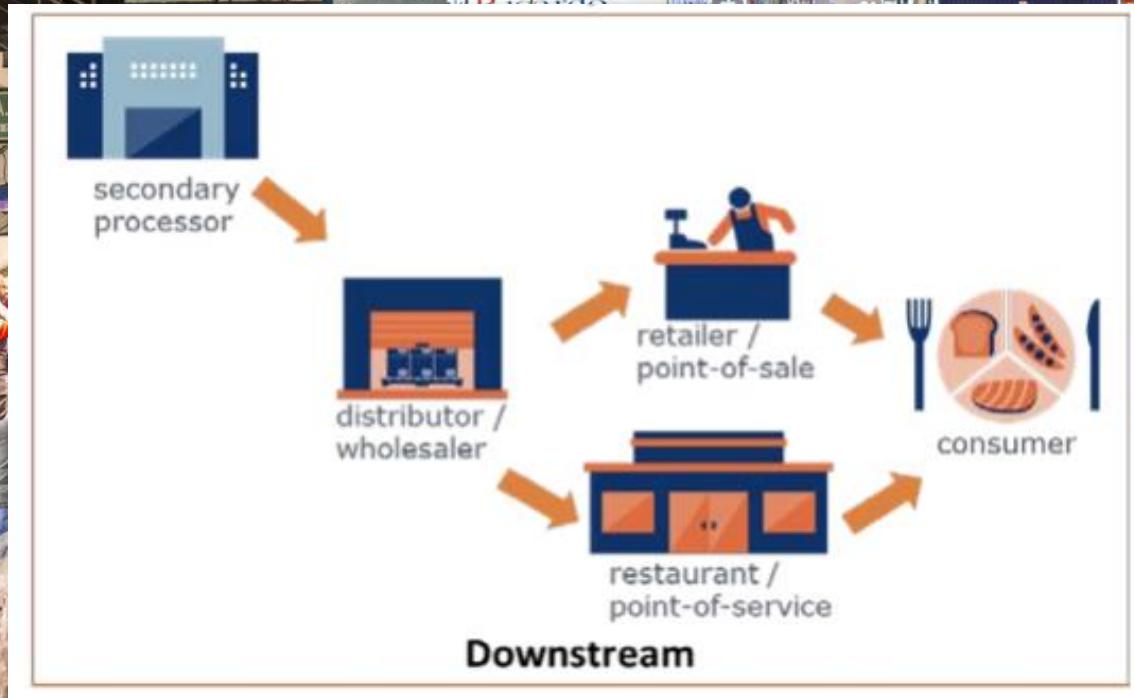 secondary
processor
distributor /
wholesaler
retailer /
point-of-sale
restaurant /
point-of-service
consumer
Downstream